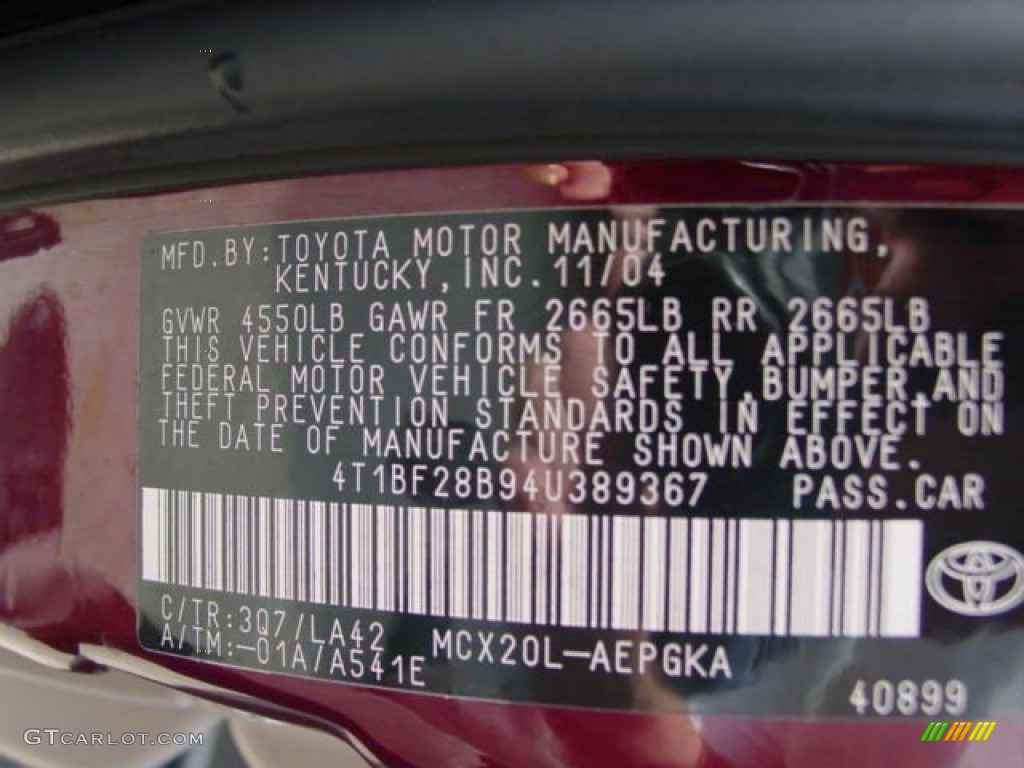 MFD.BY:TOYOTA MOTOR MANUFACTURING,
KENTUCKY,INC.11/04
GVWR 4550LB GAWR FR 2665LB RR 2665LB
THIS VEHICLE CONFORMS TO ALL APPLICABLE
FEDERAL MOTOR VEHICLE SAFETY,BUMPER,AND
THEFT PREVENTION STANDARDS IN EFFECT ON
THE DATE OF MANUFACTURE SHOWN ABOVE.
4T1BF28B94U389367 PASS.CAR
C/TR:3Q7/LA42 MCX20L-AEPGKA
A/TM:-01A/A541E
40899
GTCARLOT.COM